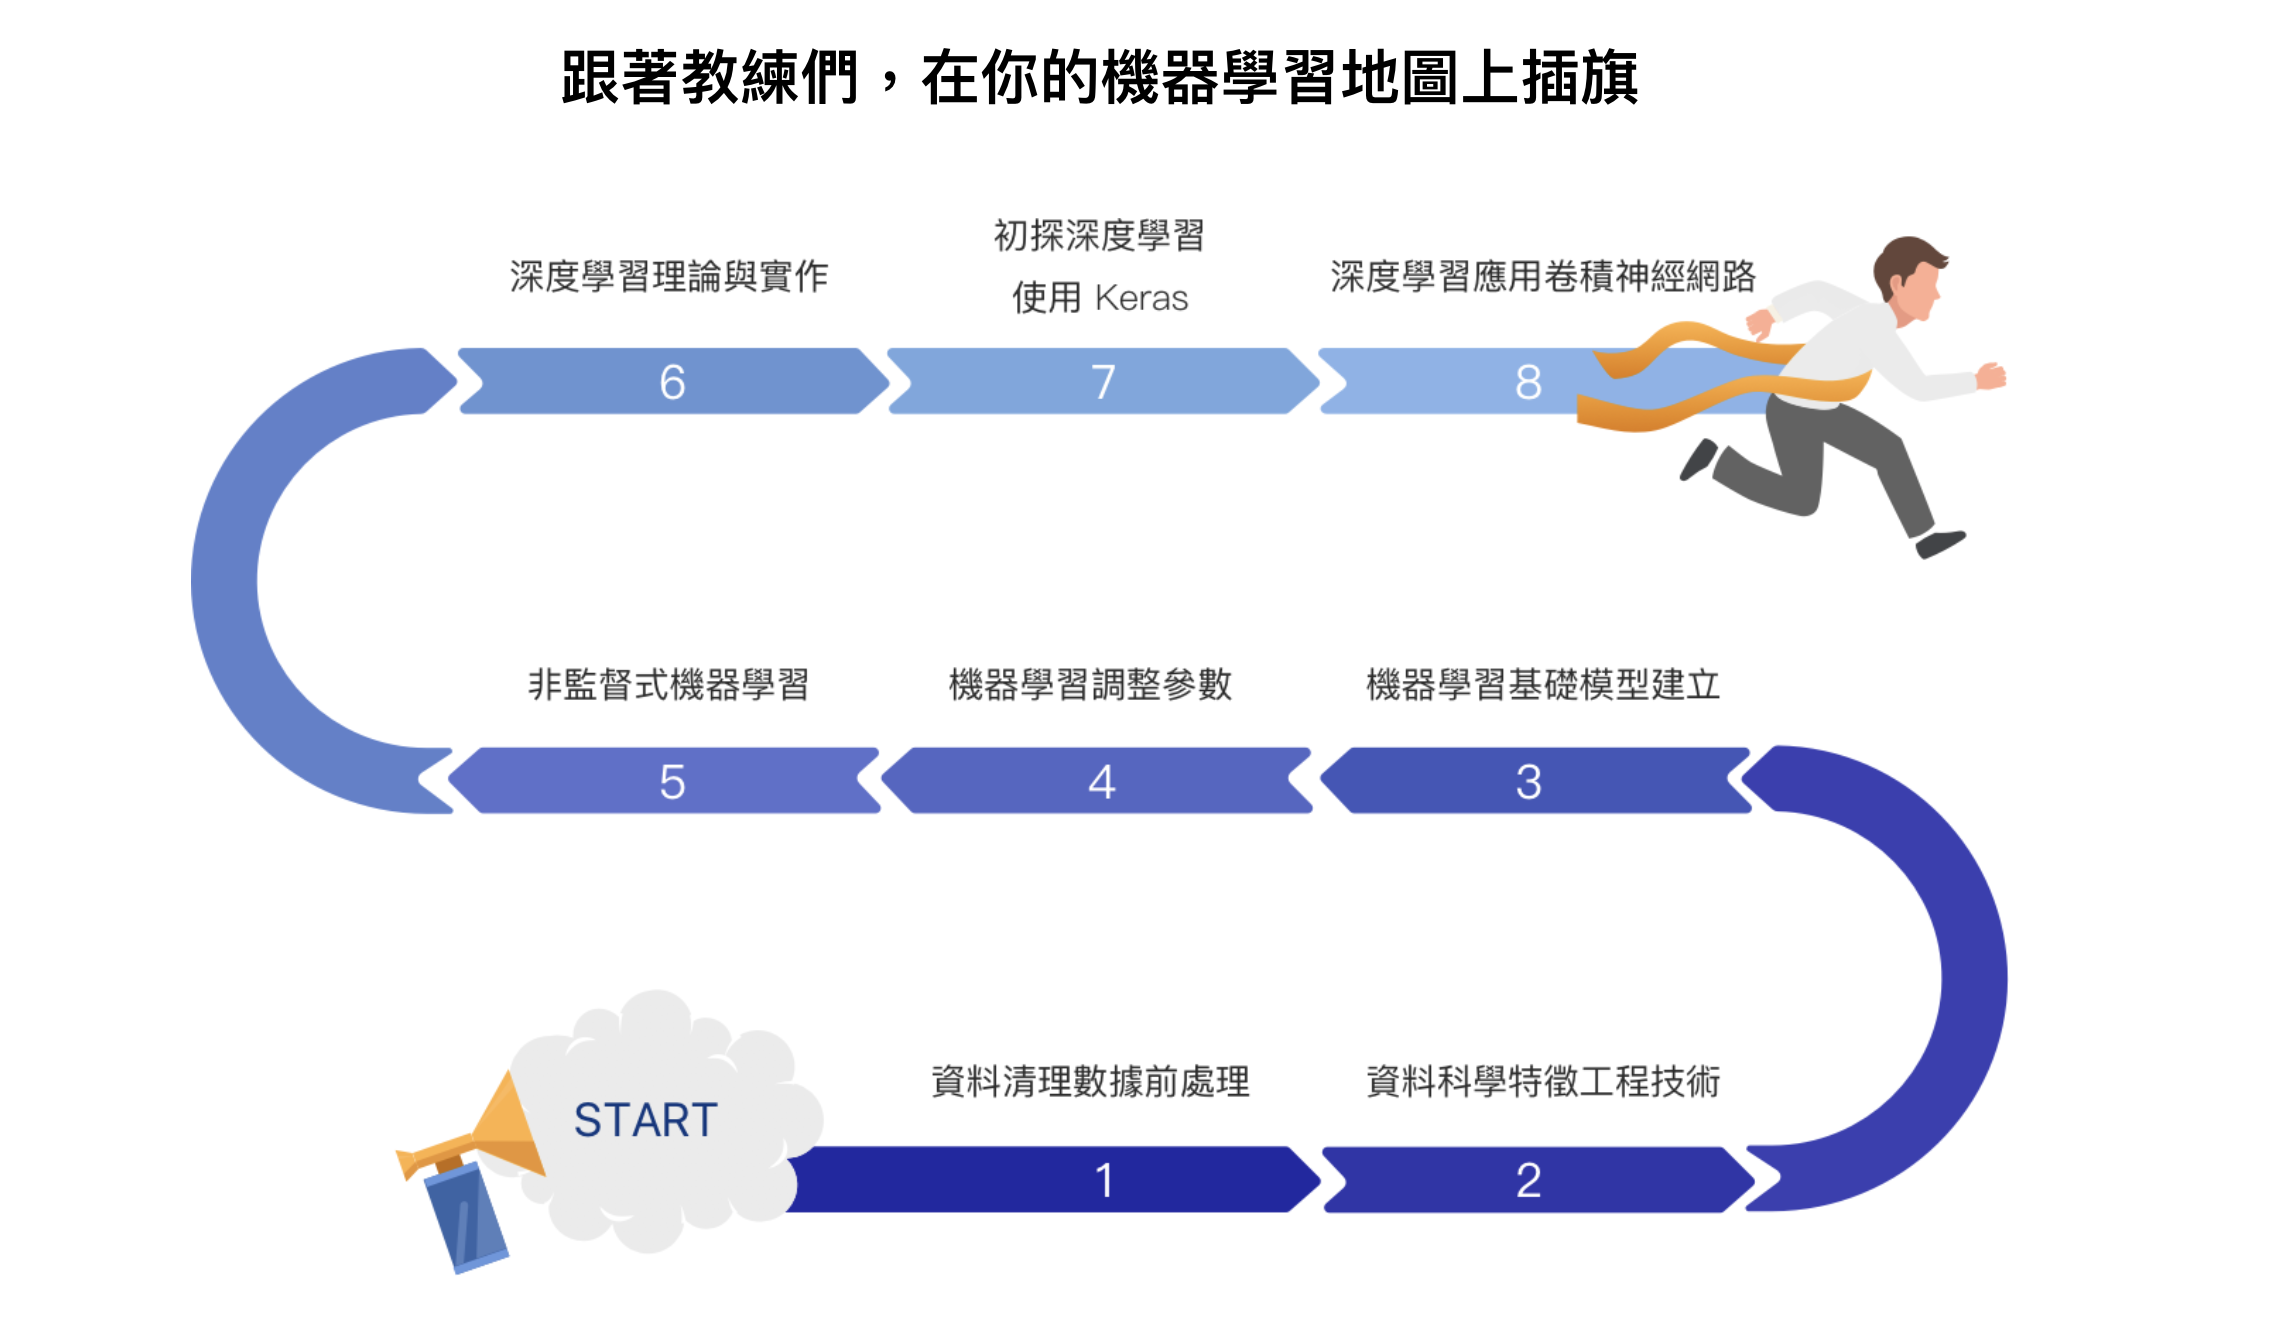 跟著教練們，在你的機器學習地圖上插旗
深度學習理論與實作
初探深度學習
使用 Keras
深度學習應用卷積神經網路
6
7
8
非監督式機器學習
機器學習調整參數
機器學習基礎模型建立
5
4
3
START
資料清理數據前處理
資料科學特徵工程技術
1
2